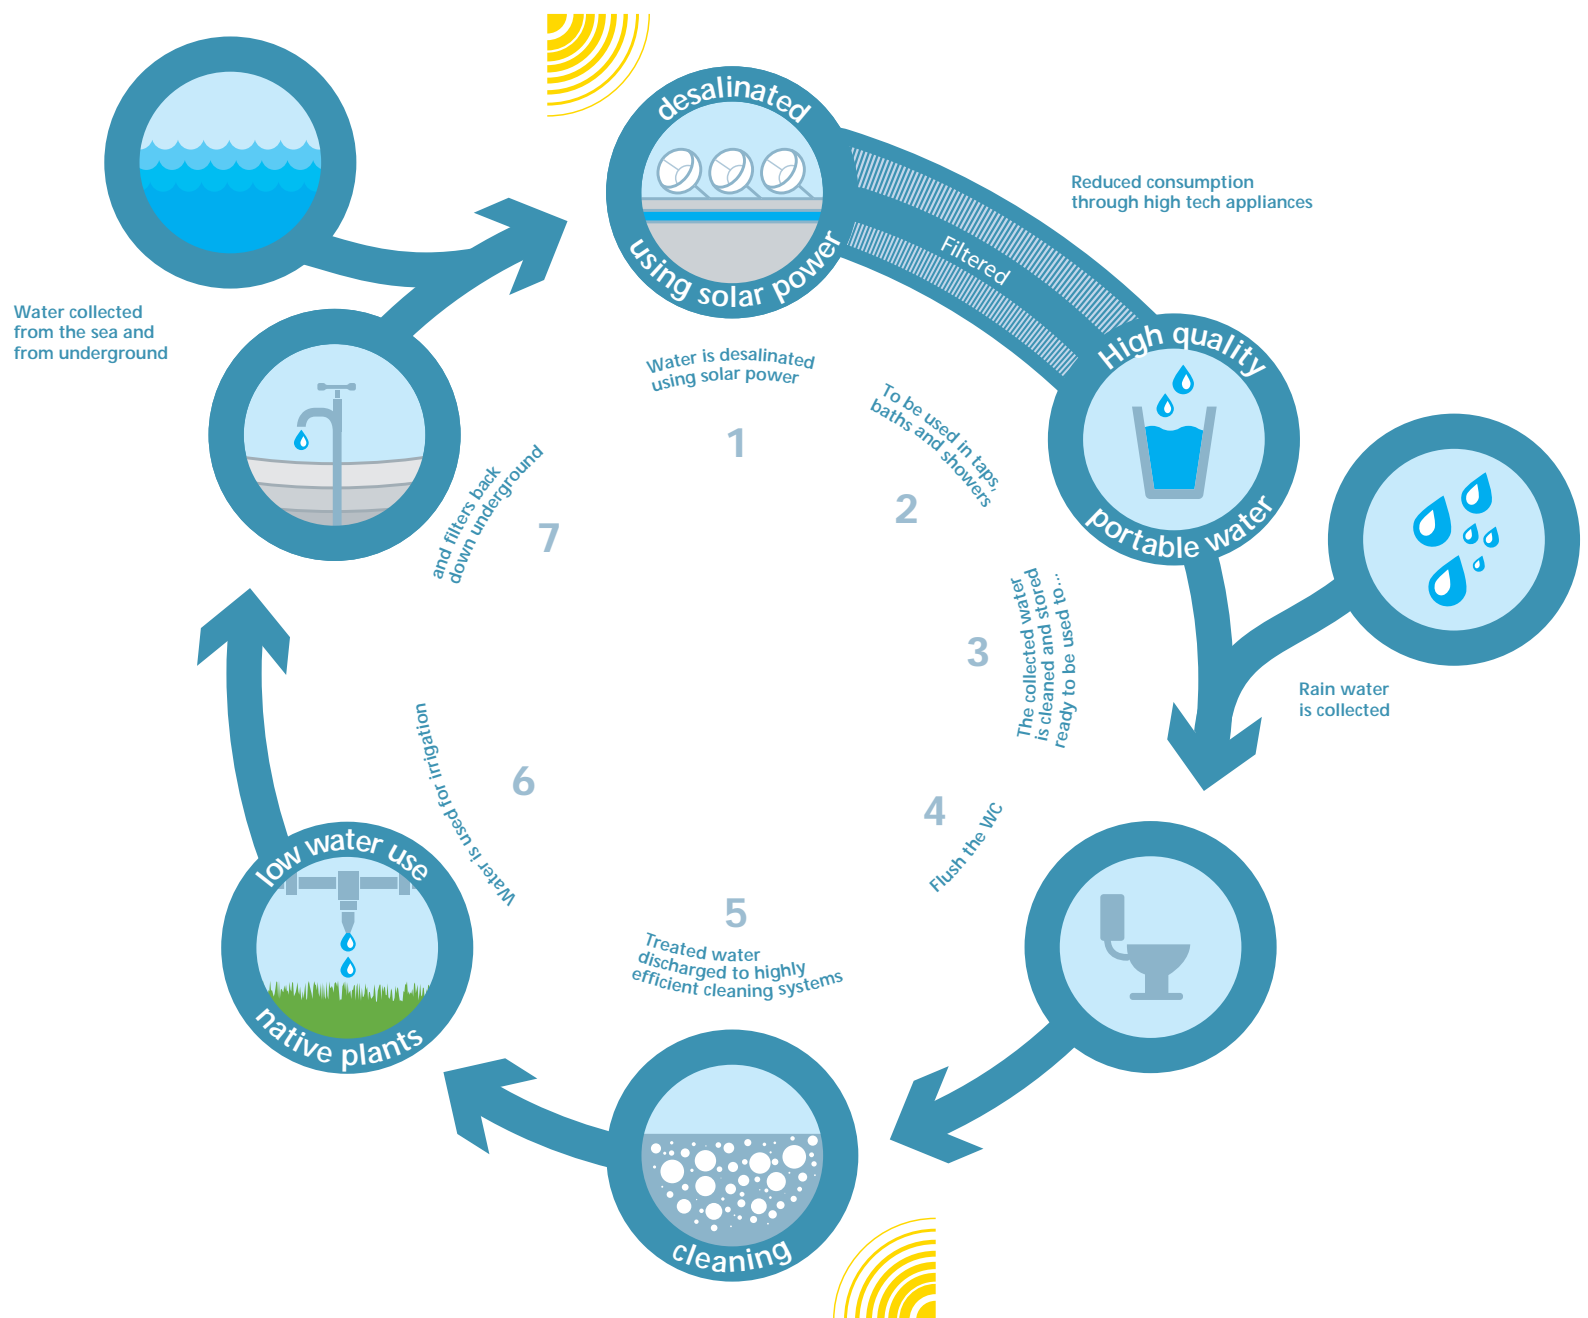 desalinated
using solar power
Filtered
Reduced consumption
through high tech appliances
High quality
portable water
Water collected
from the sea and
from underground
Water is desalinated
using solar power
1
To be used in taps,
baths and showers
2
The collected water
is cleaned and stored
ready to be used to...
3
Rain water
is collected
4
Flush the WC
5
Treated water
discharged to highly
efficient cleaning systems
cleaning
6
Water is used for irrigation
low water use
native plants
7
and filters back
down underground